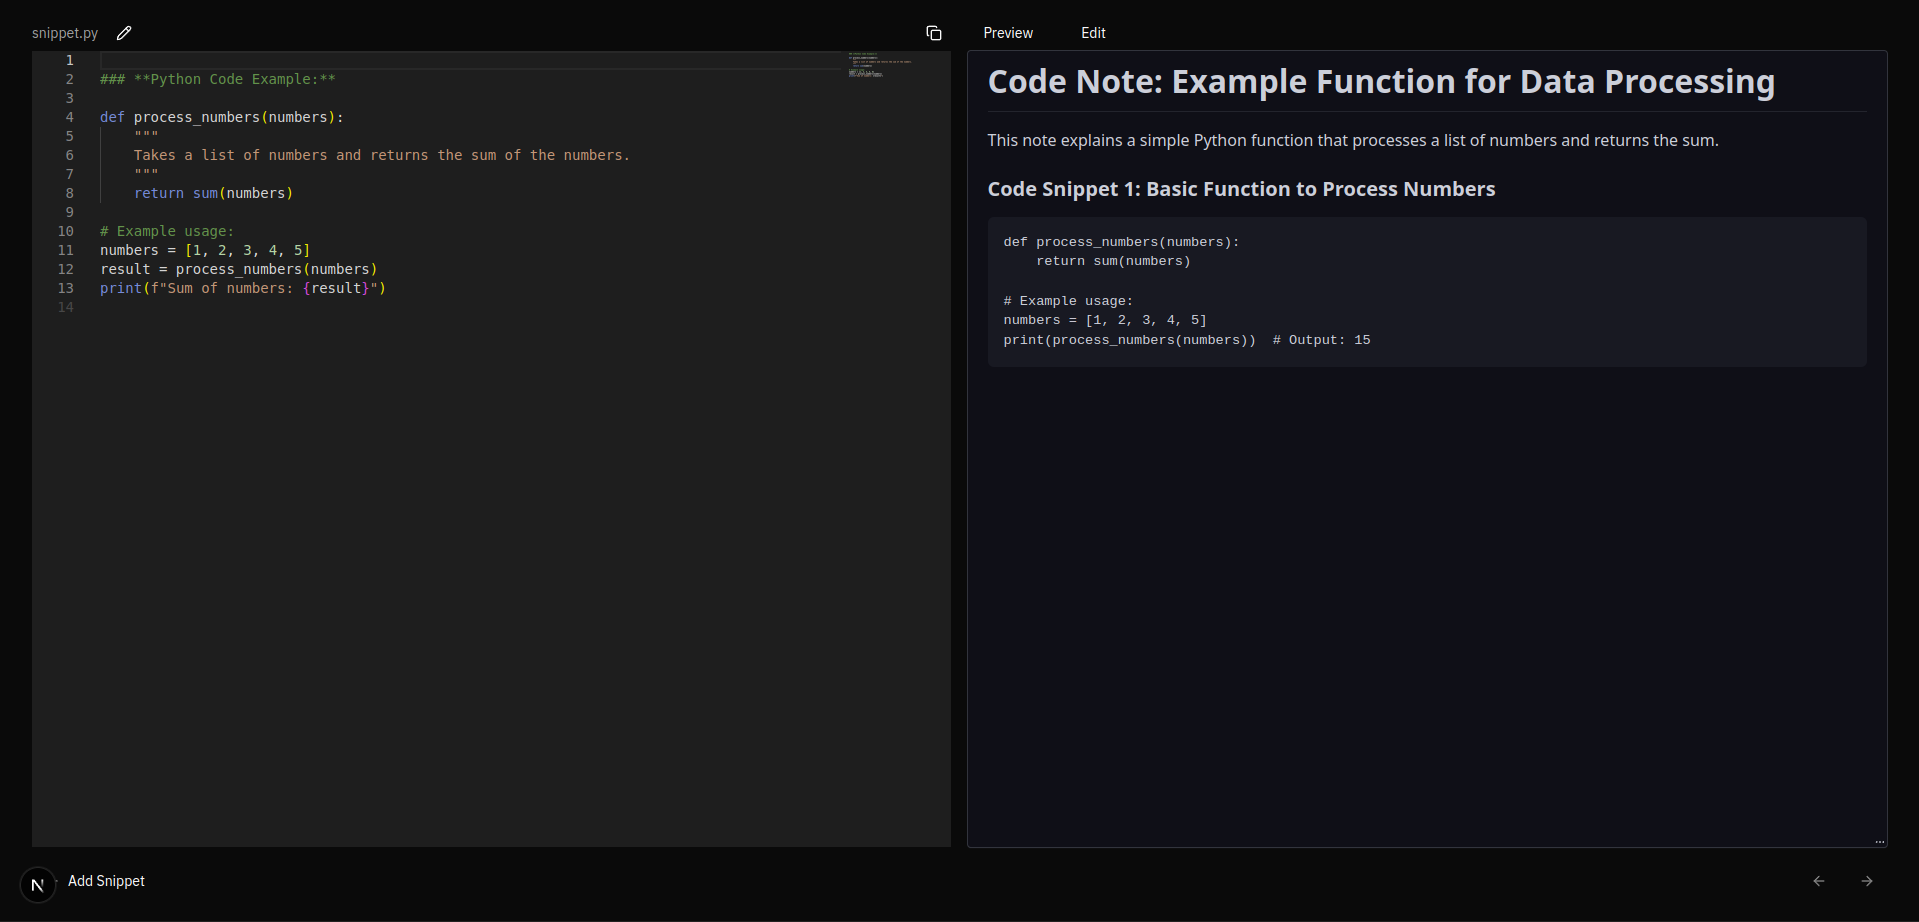 snippet.py
1
2 ### **Python Code Example:**
3
4 def process_numbers(numbers):
5     """
6     Takes a list of numbers and returns the sum of the numbers.
7     """
8     return sum(numbers)
9
10 # Example usage:
11 numbers = [1, 2, 3, 4, 5]
12 result = process_numbers(numbers)
13 print(f"Sum of numbers: {result}")
14
Preview Edit
Code Note: Example Function for Data Processing
This note explains a simple Python function that processes a list of numbers and returns the sum.
Code Snippet 1: Basic Function to Process Numbers
def process_numbers(numbers):
    return sum(numbers)
# Example usage:
numbers = [1, 2, 3, 4, 5]
print(process_numbers(numbers))  # Output: 15
N Add Snippet